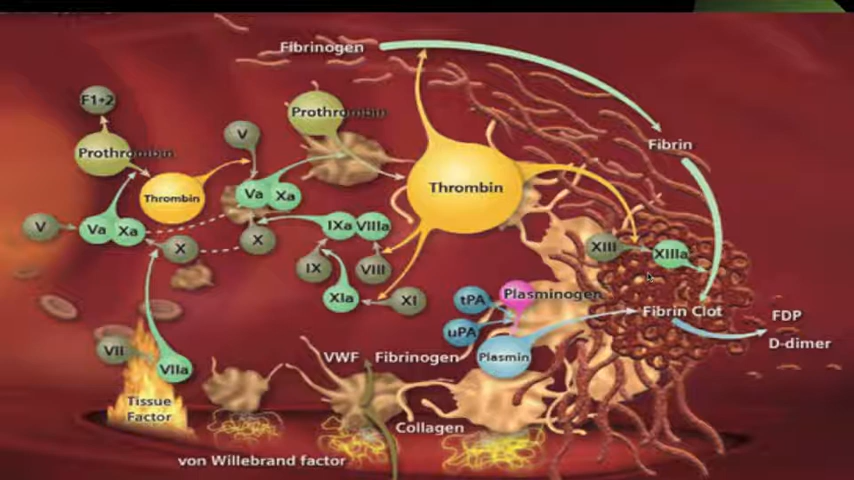 Fibrinogen
F1+2
Prothrombin
Prothrombin
V
Fibrin
Prothrombin
Thrombin
Thrombin
Va
Xa
V
Va
Xa
X
X
IXa
VIIIa
IX
VIII
XIII
XIIIa
XIa
XI
tPA
Plasminogen
uPA
Fibrin Clot
FDP
D-dimer
VII
VIIa
VWF
Fibrinogen
Plasmin
Tissue
Factor
Collagen
von Willebrand factor